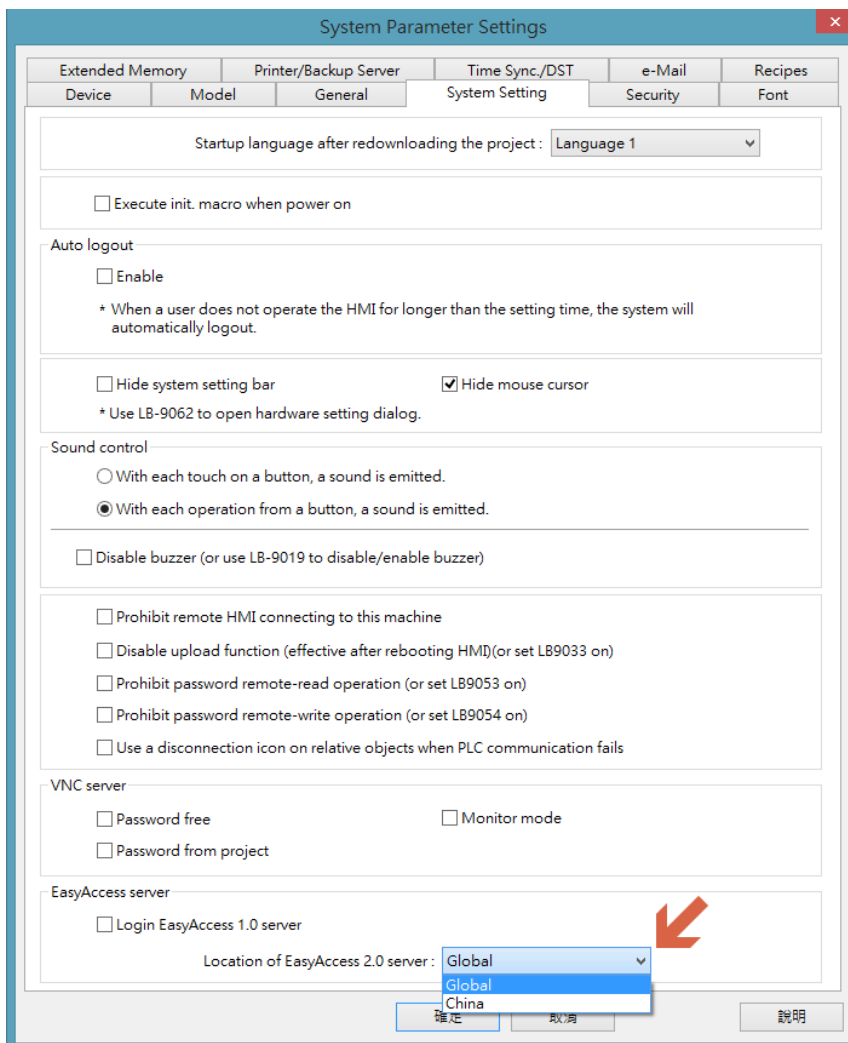 System Parameter Settings
Extended Memory Printer/Backup Server Time Sync./DST e-Mail Recipes
Device Model General System Setting Security Font
Startup language after redownloading the project : Language 1
Execute init. macro when power on
Auto logout
Enable
* When a user does not operate the HMI for longer than the setting time, the system will
automatically logout.
Hide system setting bar Hide mouse cursor
* Use LB-9062 to open hardware setting dialog.
Sound control
With each touch on a button, a sound is emitted.
With each operation from a button, a sound is emitted.
Disable buzzer (or use LB-9019 to disable/enable buzzer)
Prohibit remote HMI connecting to this machine
Disable upload function (effective after rebooting HMI)(or set LB9033 on)
Prohibit password remote-read operation (or set LB9053 on)
Prohibit password remote-write operation (or set LB9054 on)
Use a disconnection icon on relative objects when PLC communication fails
VNC server
Password free Monitor mode
Password from project
EasyAccess server
Login EasyAccess 1.0 server
Location of EasyAccess 2.0 server : Global
Global
China
確定 取消 說明